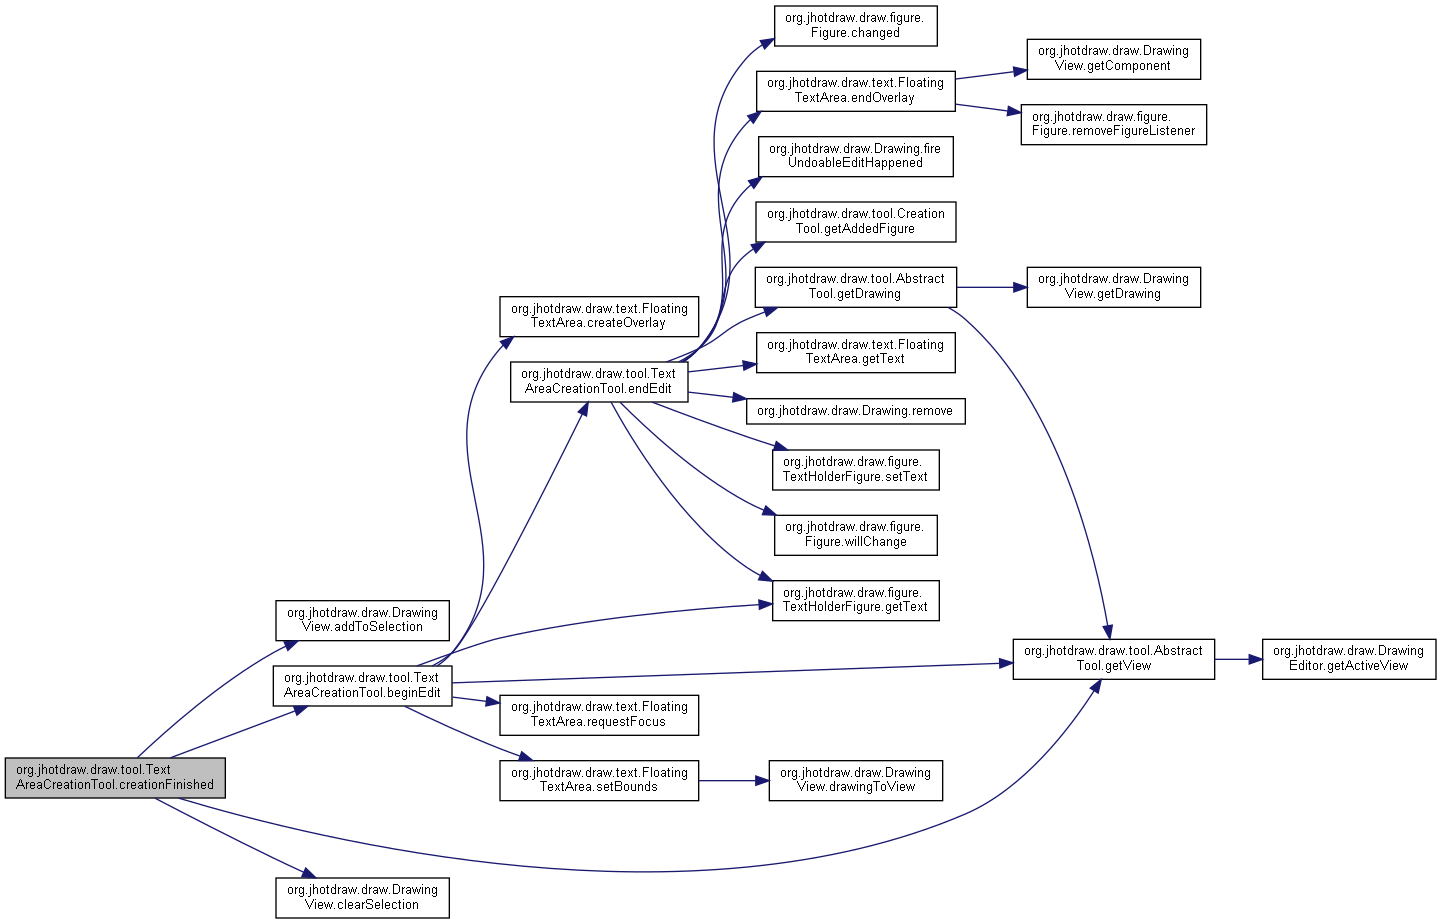 org.jhotdraw.draw.figure.
Figure.changed
org.jhotdraw.draw.Drawing
View.getComponent
org.jhotdraw.draw.text.Floating
TextArea.endOverlay
org.jhotdraw.draw.figure.
Figure.removeFigureListener
org.jhotdraw.draw.Drawing.fire
UndoableEditHappened
org.jhotdraw.draw.tool.Creation
Tool.getAddedFigure
org.jhotdraw.draw.tool.Abstract
Tool.getDrawing
org.jhotdraw.draw.Drawing
View.getDrawing
org.jhotdraw.draw.text.Floating
TextArea.createOverlay
org.jhotdraw.draw.text.Floating
TextArea.getText
org.jhotdraw.draw.tool.Text
AreaCreationTool.endEdit
org.jhotdraw.draw.Drawing.remove
org.jhotdraw.draw.figure.
TextHolderFigure.setText
org.jhotdraw.draw.figure.
Figure.willChange
org.jhotdraw.draw.figure.
TextHolderFigure.getText
org.jhotdraw.draw.Drawing
View.addToSelection
org.jhotdraw.draw.tool.Abstract
Tool.getView
org.jhotdraw.draw.Drawing
Editor.getActiveView
org.jhotdraw.draw.tool.Text
AreaCreationTool.beginEdit
org.jhotdraw.draw.text.Floating
TextArea.requestFocus
org.jhotdraw.draw.tool.Text
AreaCreationTool.creationFinished
org.jhotdraw.draw.text.Floating
TextArea.setBounds
org.jhotdraw.draw.Drawing
View.drawingToView
org.jhotdraw.draw.Drawing
View.clearSelection